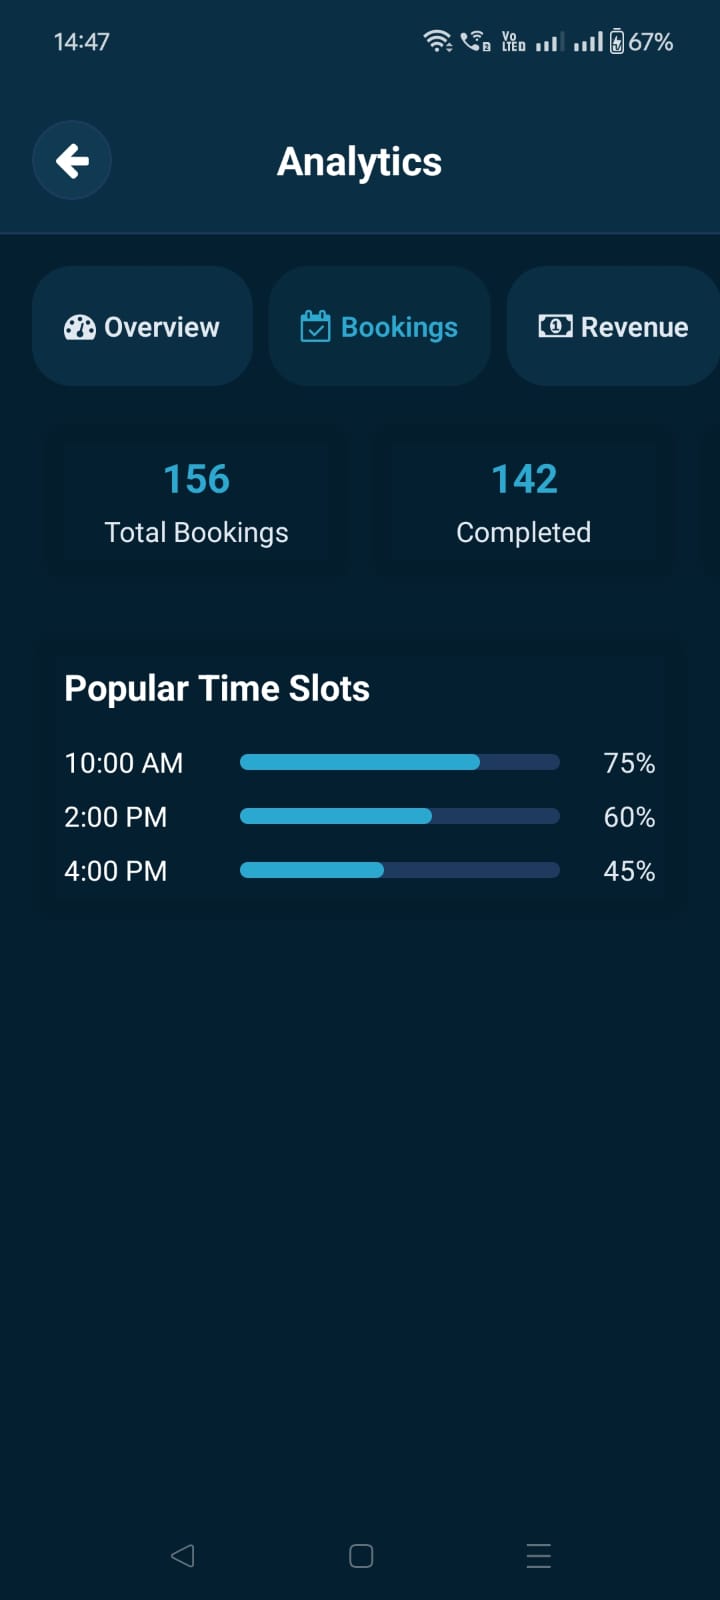 14:47
Vo LTE D 67%
Analytics
Overview Bookings Revenue
156 142
Total Bookings Completed
Popular Time Slots
10:00 AM 75%
2:00 PM 60%
4:00 PM 45%